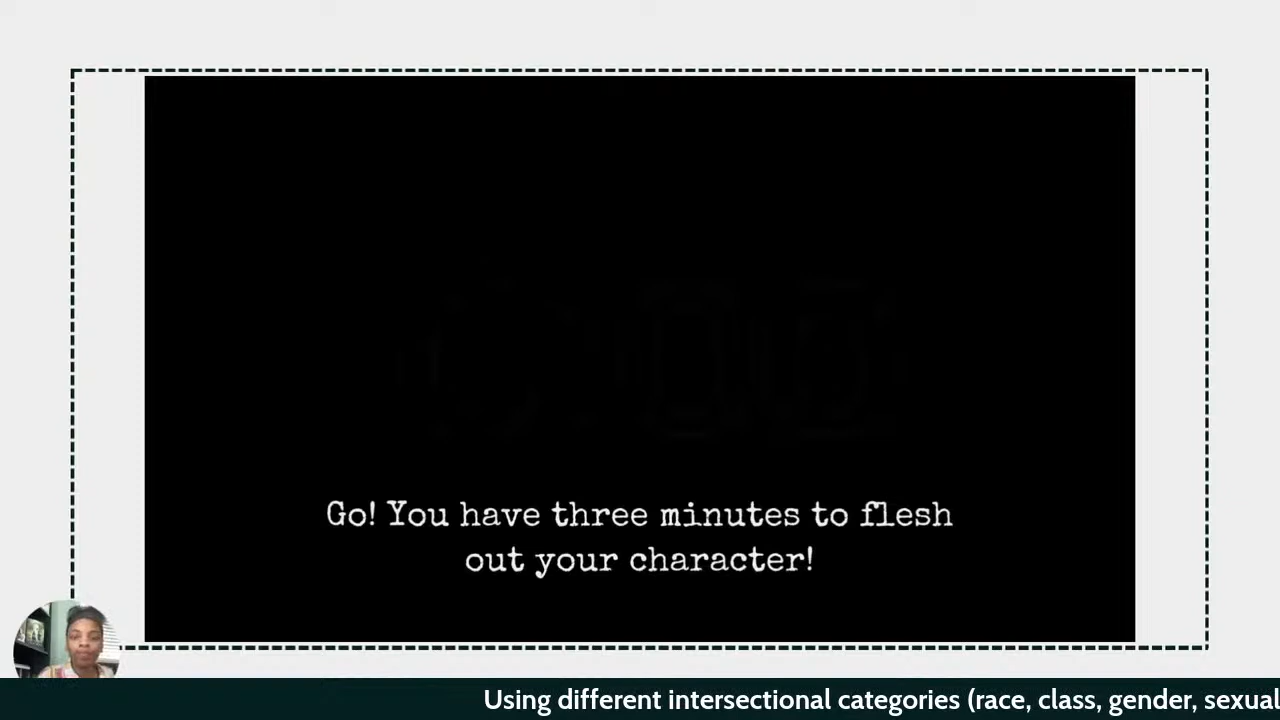 Go! You have three minutes to flesh
out your character!
Using different intersectional categories (race, class, gender, sexual